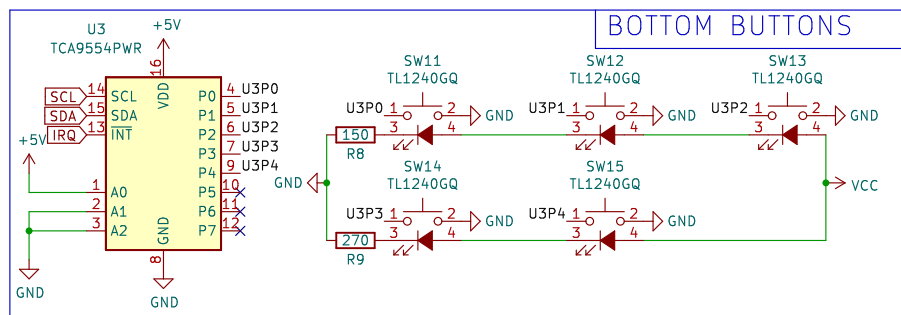 BOTTOM BUTTONS
U3
TCA9554PWR
+5V
16
VDD
SCL 14 SCL
SDA 15 SDA
IRQ 13 INT
P0 4 U3P0
P1 5 U3P1
P2 6 U3P2
P3 7 U3P3
P4 9 U3P4
P5 10
P6 11
P7 12
+5V
1 A0
2 A1
3 A2
GND
8
GND
GND
SW11
TL1240GQ
U3P0 1 2 GND
3 4
150
R8
SW12
TL1240GQ
U3P1 1 2 GND
3 4
SW13
TL1240GQ
U3P2 1 2 GND
3 4
GND
VCC
SW14
TL1240GQ
U3P3 1 2 GND
3 4
270
R9
SW15
TL1240GQ
U3P4 1 2 GND
3 4